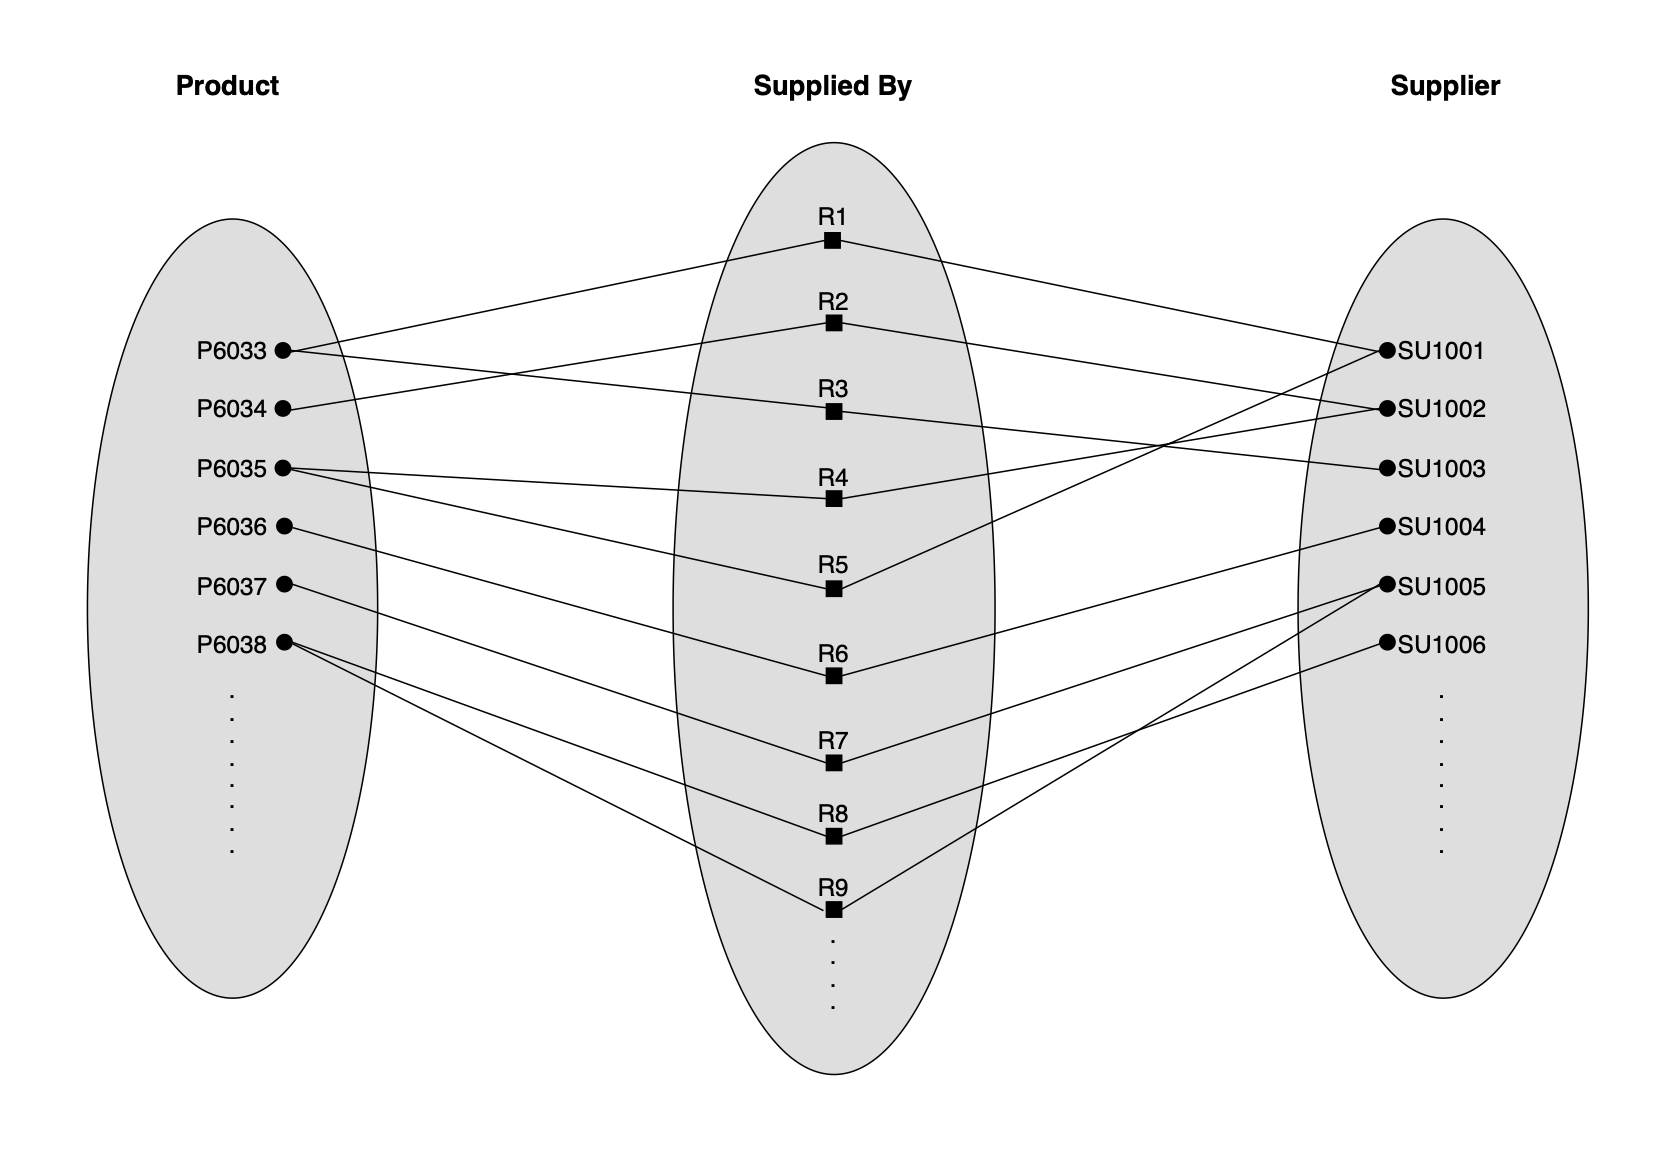 Product
Supplied By
Supplier
R1
R2
R3
R4
R5
R6
R7
R8
R9
P6033
P6034
P6035
P6036
P6037
P6038
SU1001
SU1002
SU1003
SU1004
SU1005
SU1006